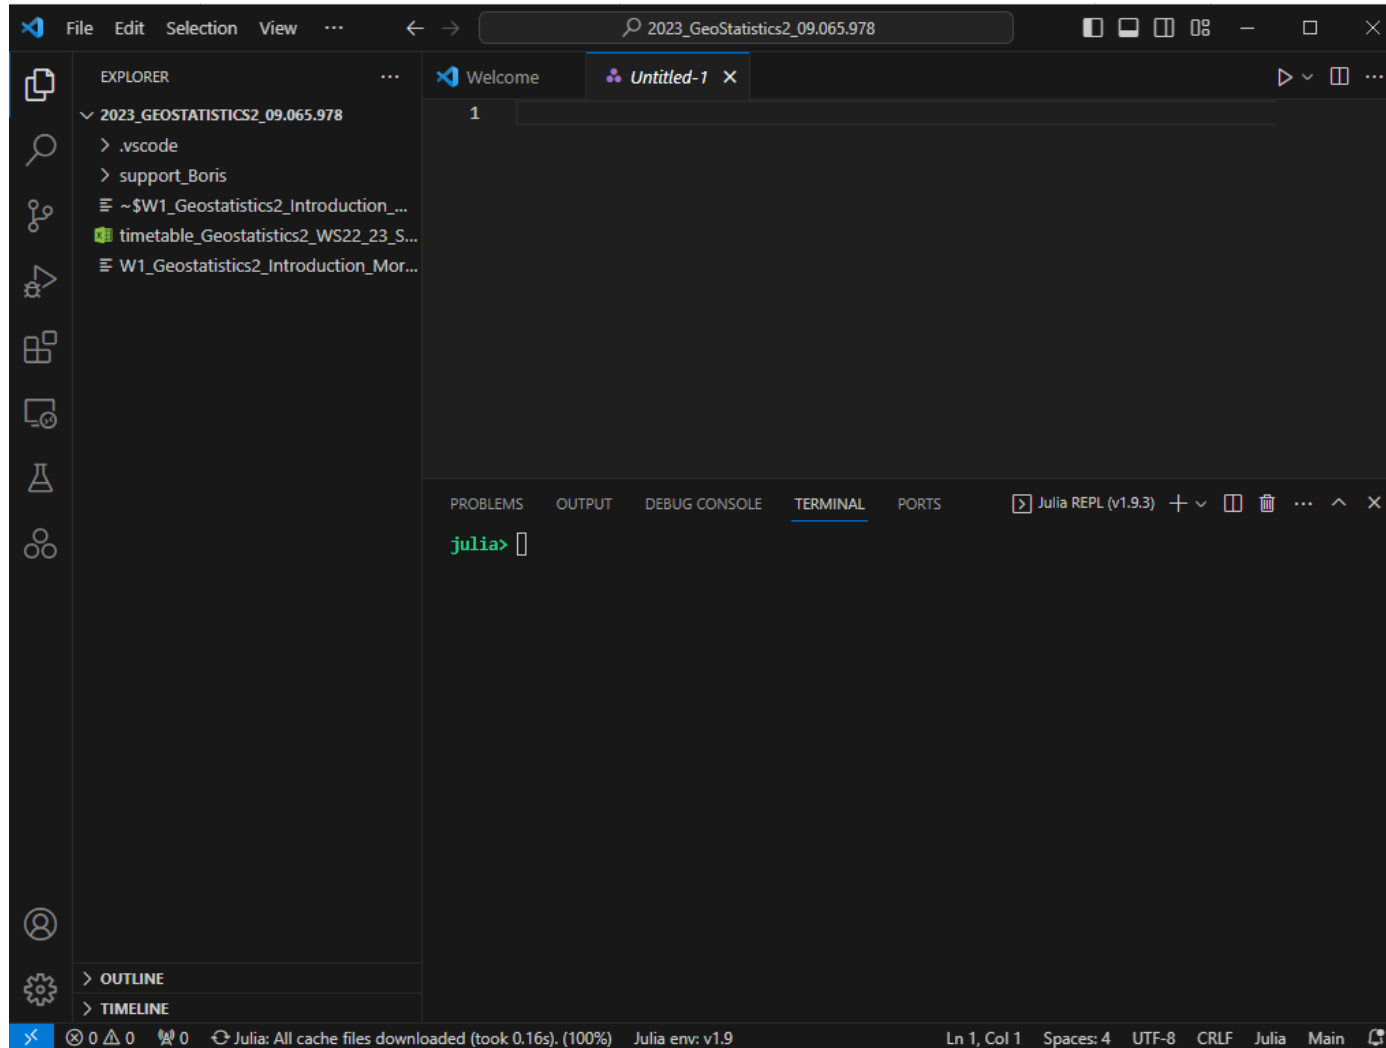 File Edit Selection View ··· 2023_GeoStatistics2_09.065.978
EXPLORER ···
Welcome Untitled-1
2023_GEOSTATISTICS2_09.065.978
1
.vscode
support_Boris
~$W1_Geostatistics2_Introduction_...
timetable_Geostatistics2_WS22_23_S...
W1_Geostatistics2_Introduction_Mor...
PROBLEMS OUTPUT DEBUG CONSOLE TERMINAL PORTS Julia REPL (v1.9.3)
julia>
OUTLINE
TIMELINE
0 0 0 Julia: All cache files downloaded (took 0.16s). (100%) Julia env: v1.9 Ln 1, Col 1 Spaces: 4 UTF-8 CRLF Julia Main